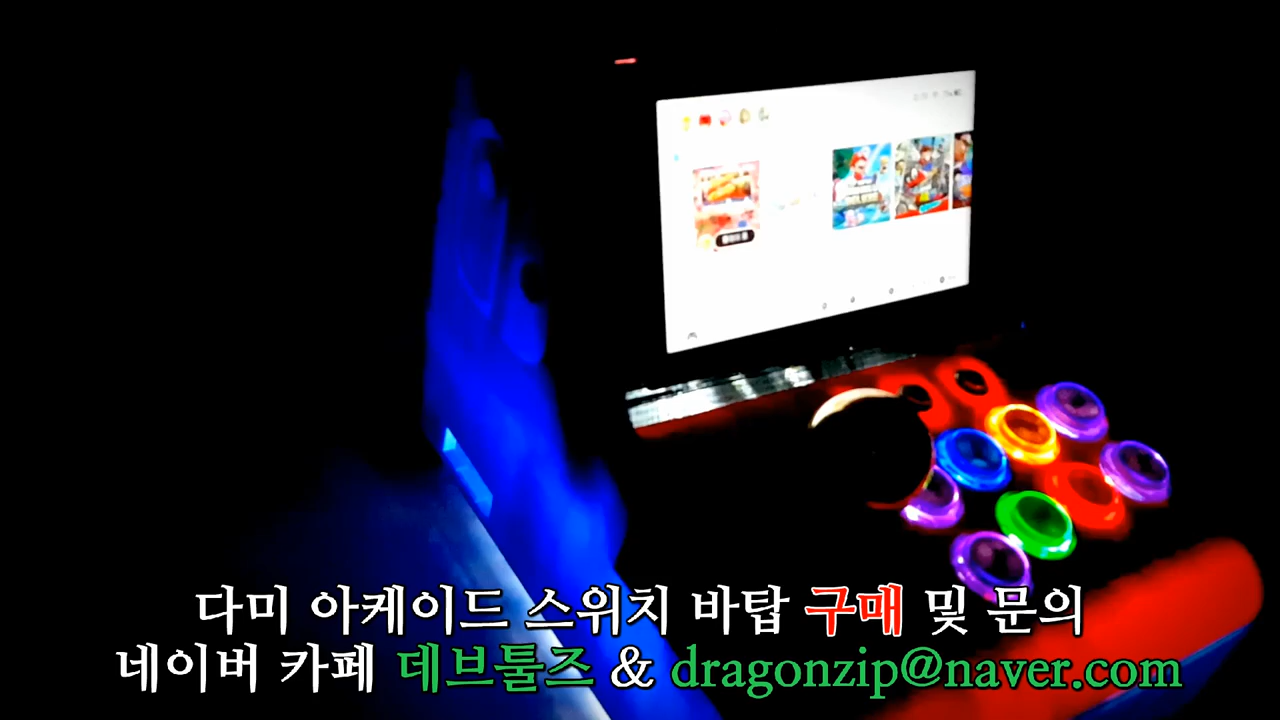 다미 아케이드 스위치 바탑 구매 및 문의
네이버 카페 데브툴즈 & dragonzip@naver.com